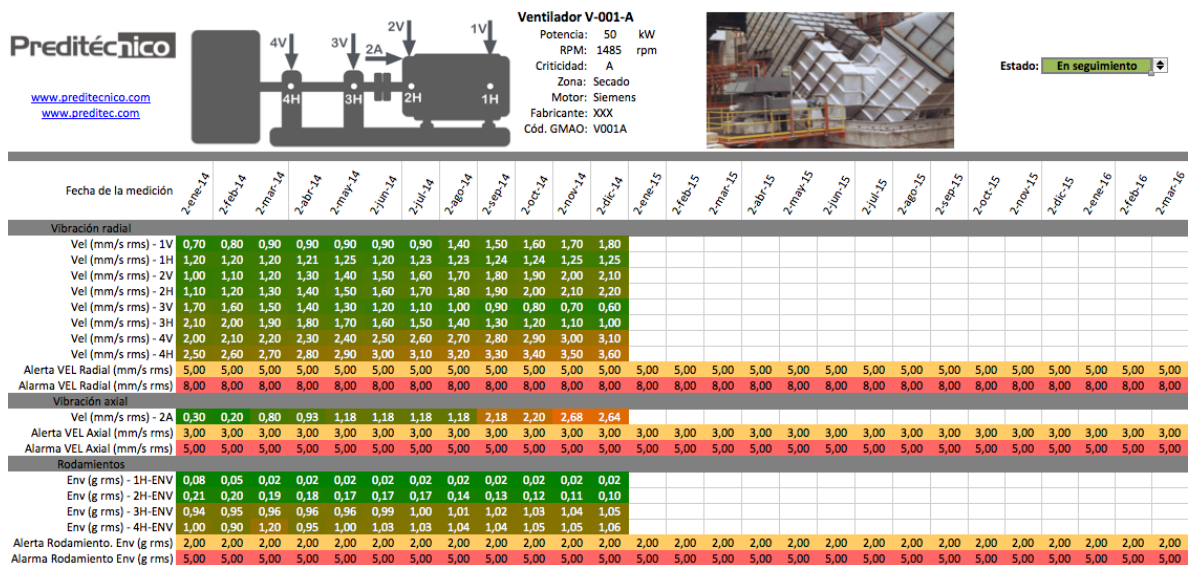 Preditécnico
www.preditecnico.com
www.preditec.com
4V 3V 2A 2V 1V
4H 3H 2H 1H
Ventilador V-001-A
Potencia: 50 kW
RPM: 1485 rpm
Criticidad: A
Zona: Secado
Motor: Siemens
Fabricante: XXX
Cód. GMAO: V001A
Estado: En seguimiento
Fecha de la medición 2-ene-14 2-feb-14 2-mar-14 2-abr-14 2-may-14 2-jun-14 2-jul-14 2-ago-14 2-sep-14 2-oct-14 2-nov-14 2-dic-14 2-ene-15 2-feb-15 2-mar-15 2-abr-15 2-may-15 2-jun-15 2-jul-15 2-ago-15 2-sep-15 2-oct-15 2-nov-15 2-dic-15 2-ene-16 2-feb-16 2-mar-16
Vibración radial
Vel (mm/s rms) - 1V 0,70 0,80 0,90 0,90 0,90 0,90 0,90 1,40 1,50 1,60 1,70 1,80
Vel (mm/s rms) - 1H 1,20 1,20 1,20 1,21 1,25 1,20 1,23 1,23 1,24 1,24 1,25 1,25
Vel (mm/s rms) - 2V 1,00 1,10 1,20 1,30 1,40 1,50 1,60 1,70 1,80 1,90 2,00 2,10
Vel (mm/s rms) - 2H 1,10 1,20 1,30 1,40 1,50 1,60 1,70 1,80 1,90 2,00 2,10 2,20
Vel (mm/s rms) - 3V 1,70 1,60 1,50 1,40 1,30 1,20 1,10 1,00 0,90 0,80 0,70 0,60
Vel (mm/s rms) - 3H 2,10 2,00 1,90 1,80 1,70 1,60 1,50 1,40 1,30 1,20 1,10 1,00
Vel (mm/s rms) - 4V 2,00 2,10 2,20 2,30 2,40 2,50 2,60 2,70 2,80 2,90 3,00 3,10
Vel (mm/s rms) - 4H 2,50 2,60 2,70 2,80 2,90 3,00 3,10 3,20 3,30 3,40 3,50 3,60
Alerta VEL Radial (mm/s rms) 5,00 5,00 5,00 5,00 5,00 5,00 5,00 5,00 5,00 5,00 5,00 5,00 5,00 5,00 5,00 5,00 5,00 5,00 5,00 5,00 5,00 5,00 5,00 5,00 5,00 5,00 5,00
Alarma VEL Radial (mm/s rms) 8,00 8,00 8,00 8,00 8,00 8,00 8,00 8,00 8,00 8,00 8,00 8,00 8,00 8,00 8,00 8,00 8,00 8,00 8,00 8,00 8,00 8,00 8,00 8,00 8,00 8,00 8,00
Vibración axial
Vel (mm/s rms) - 2A 0,30 0,20 0,80 0,93 1,18 1,18 1,18 1,18 2,18 2,20 2,68 2,64
Alerta VEL Axial (mm/s rms) 3,00 3,00 3,00 3,00 3,00 3,00 3,00 3,00 3,00 3,00 3,00 3,00 3,00 3,00 3,00 3,00 3,00 3,00 3,00 3,00 3,00 3,00 3,00 3,00 3,00 3,00 3,00
Alarma VEL Axial (mm/s rms) 5,00 5,00 5,00 5,00 5,00 5,00 5,00 5,00 5,00 5,00 5,00 5,00 5,00 5,00 5,00 5,00 5,00 5,00 5,00 5,00 5,00 5,00 5,00 5,00 5,00 5,00 5,00
Rodamientos
Env (g rms) - 1H-ENV 0,08 0,05 0,02 0,02 0,02 0,02 0,02 0,02 0,02 0,02 0,02 0,02
Env (g rms) - 2H-ENV 0,21 0,20 0,19 0,18 0,17 0,17 0,17 0,14 0,13 0,12 0,11 0,10
Env (g rms) - 3H-ENV 0,94 0,95 0,96 0,96 0,96 0,99 1,00 1,01 1,02 1,03 1,04 1,05
Env (g rms) - 4H-ENV 1,00 0,90 1,20 0,95 1,00 1,03 1,03 1,04 1,04 1,05 1,05 1,06
Alerta Rodamiento. Env (g rms) 2,00 2,00 2,00 2,00 2,00 2,00 2,00 2,00 2,00 2,00 2,00 2,00 2,00 2,00 2,00 2,00 2,00 2,00 2,00 2,00 2,00 2,00 2,00 2,00 2,00 2,00 2,00
Alarma Rodamiento Env (g rms) 5,00 5,00 5,00 5,00 5,00 5,00 5,00 5,00 5,00 5,00 5,00 5,00 5,00 5,00 5,00 5,00 5,00 5,00 5,00 5,00 5,00 5,00 5,00 5,00 5,00 5,00 5,00